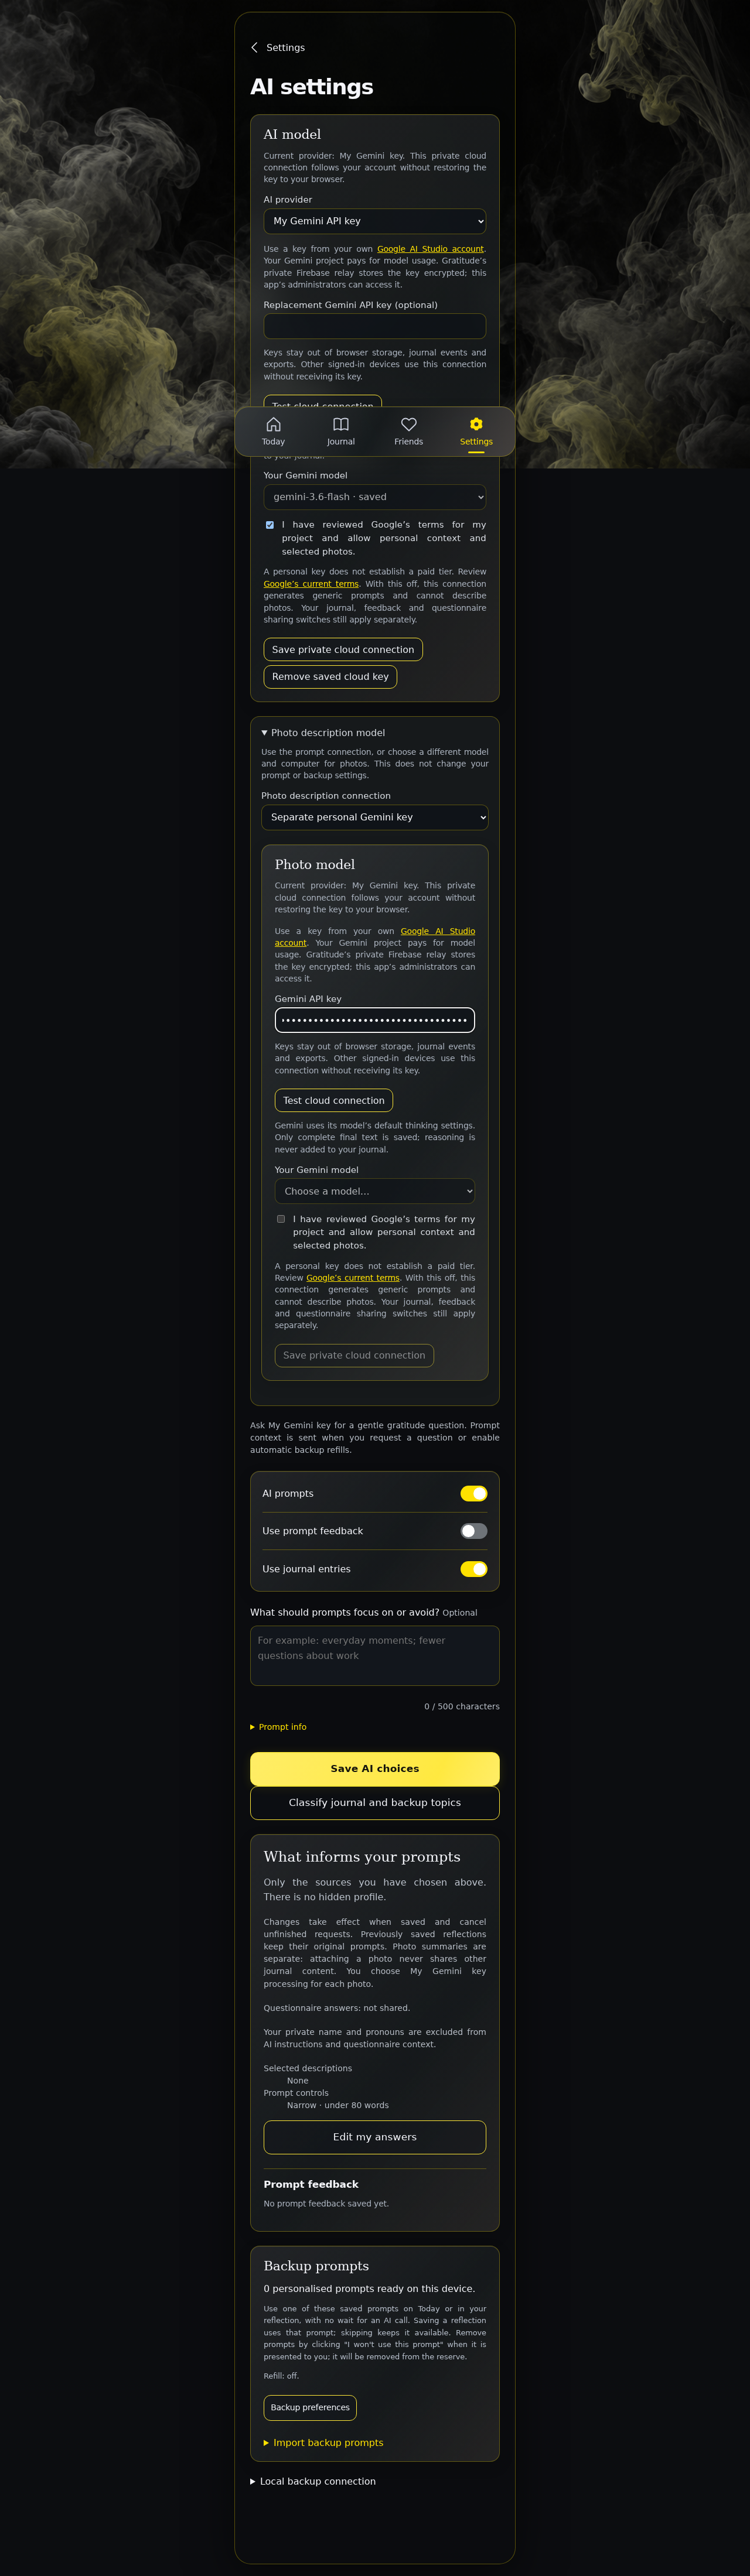 Settings
AI settings
AI model
Current provider: My Gemini key. This private cloud
connection follows your account without restoring the
key to your browser.
AI provider
My Gemini API key
Use a key from your own Google AI Studio account.
Your Gemini project pays for model usage. Gratitude's
private Firebase relay stores the key encrypted; this
app's administrators can access it.
Replacement Gemini API key (optional)
Keys stay out of browser storage, journal events and
exports. Other signed-in devices use this connection
without receiving its key.
Test cloud connection
Today
Journal
Friends
Settings
to your journal.
Your Gemini model
gemini-3.6-flash · saved
I have reviewed Google's terms for my
project and allow personal context and
selected photos.
A personal key does not establish a paid tier. Review
Google's current terms. With this off, this connection
generates generic prompts and cannot describe
photos. Your journal, feedback and questionnaire
sharing switches still apply separately.
Save private cloud connection
Remove saved cloud key
Photo description model
Use the prompt connection, or choose a different model
and computer for photos. This does not change your
prompt or backup settings.
Photo description connection
Separate personal Gemini key
Photo model
Current provider: My Gemini key. This private
cloud connection follows your account without
restoring the key to your browser.
Use a key from your own Google AI Studio
account. Your Gemini project pays for model
usage. Gratitude's private Firebase relay stores
the key encrypted; this app's administrators can
access it.
Gemini API key
Keys stay out of browser storage, journal events
and exports. Other signed-in devices use this
connection without receiving its key.
Test cloud connection
Gemini uses its model's default thinking settings.
Only complete final text is saved; reasoning is
never added to your journal.
Your Gemini model
Choose a model...
I have reviewed Google's terms for my
project and allow personal context and
selected photos.
A personal key does not establish a paid tier.
Review Google's current terms. With this off, this
connection generates generic prompts and
cannot describe photos. Your journal, feedback
and questionnaire sharing switches still apply
separately.
Save private cloud connection
Ask My Gemini key for a gentle gratitude question. Prompt
context is sent when you request a question or enable
automatic backup refills.
AI prompts
Use prompt feedback
Use journal entries
What should prompts focus on or avoid? Optional
For example: everyday moments; fewer
questions about work
0 / 500 characters
Prompt info
Save AI choices
Classify journal and backup topics
What informs your prompts
Only the sources you have chosen above.
There is no hidden profile.
Changes take effect when saved and cancel
unfinished requests. Previously saved reflections
keep their original prompts. Photo summaries are
separate: attaching a photo never shares other
journal content. You choose My Gemini key
processing for each photo.
Questionnaire answers: not shared.
Your private name and pronouns are excluded from
AI instructions and questionnaire context.
Selected descriptions
None
Prompt controls
Narrow · under 80 words
Edit my answers
Prompt feedback
No prompt feedback saved yet.
Backup prompts
0 personalised prompts ready on this device.
Use one of these saved prompts on Today or in your
reflection, with no wait for an AI call. Saving a reflection
uses that prompt; skipping keeps it available. Remove
prompts by clicking "I won't use this prompt" when it is
presented to you; it will be removed from the reserve.
Refill: off.
Backup preferences
Import backup prompts
Local backup connection